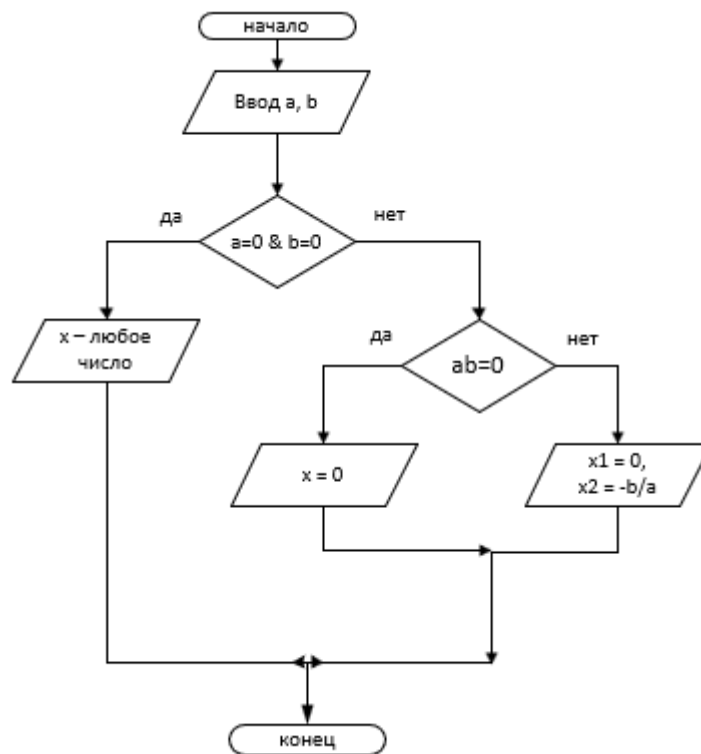 начало
Ввод a, b
да
нет
a=0 & b=0
x – любое
число
да
нет
ab=0
x = 0
x1 = 0,
x2 = -b/a
конец